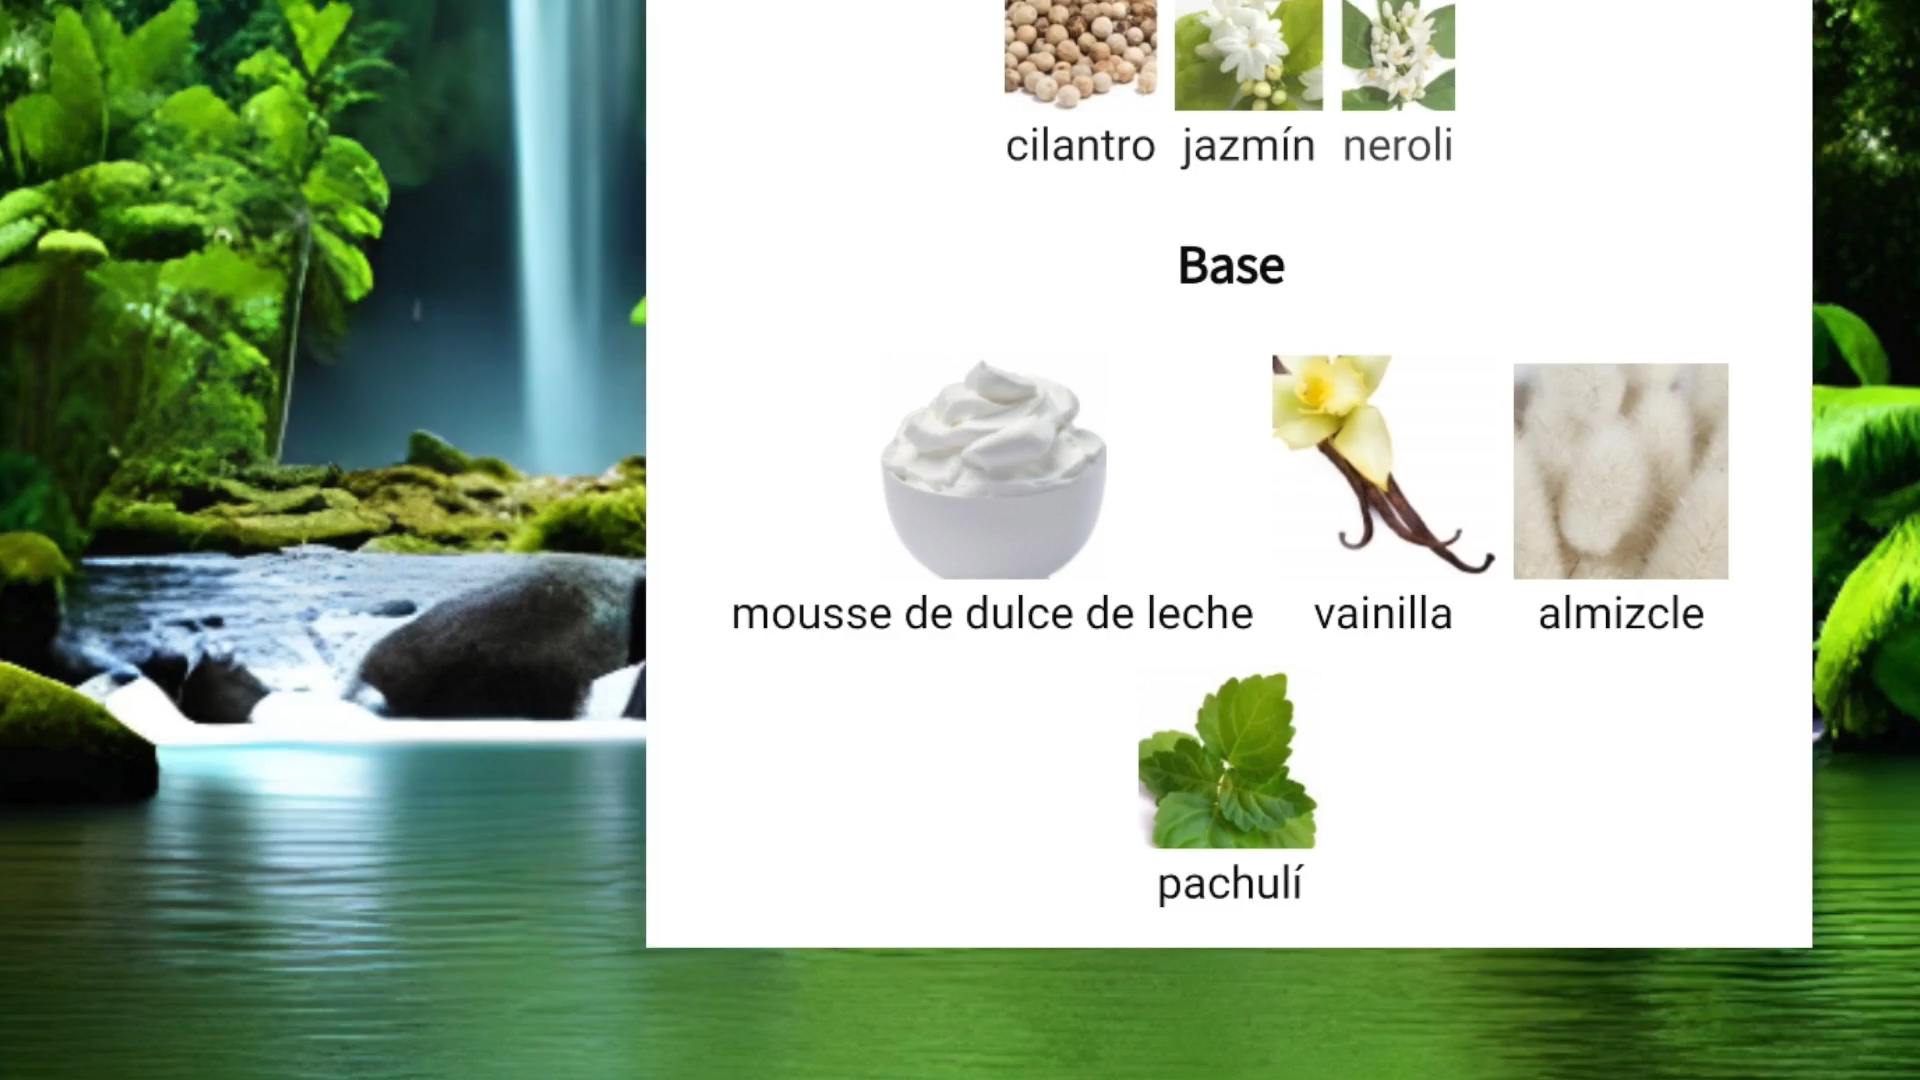 cilantro jazmín neroli
Base
mousse de dulce de leche vainilla almizcle
pachulí